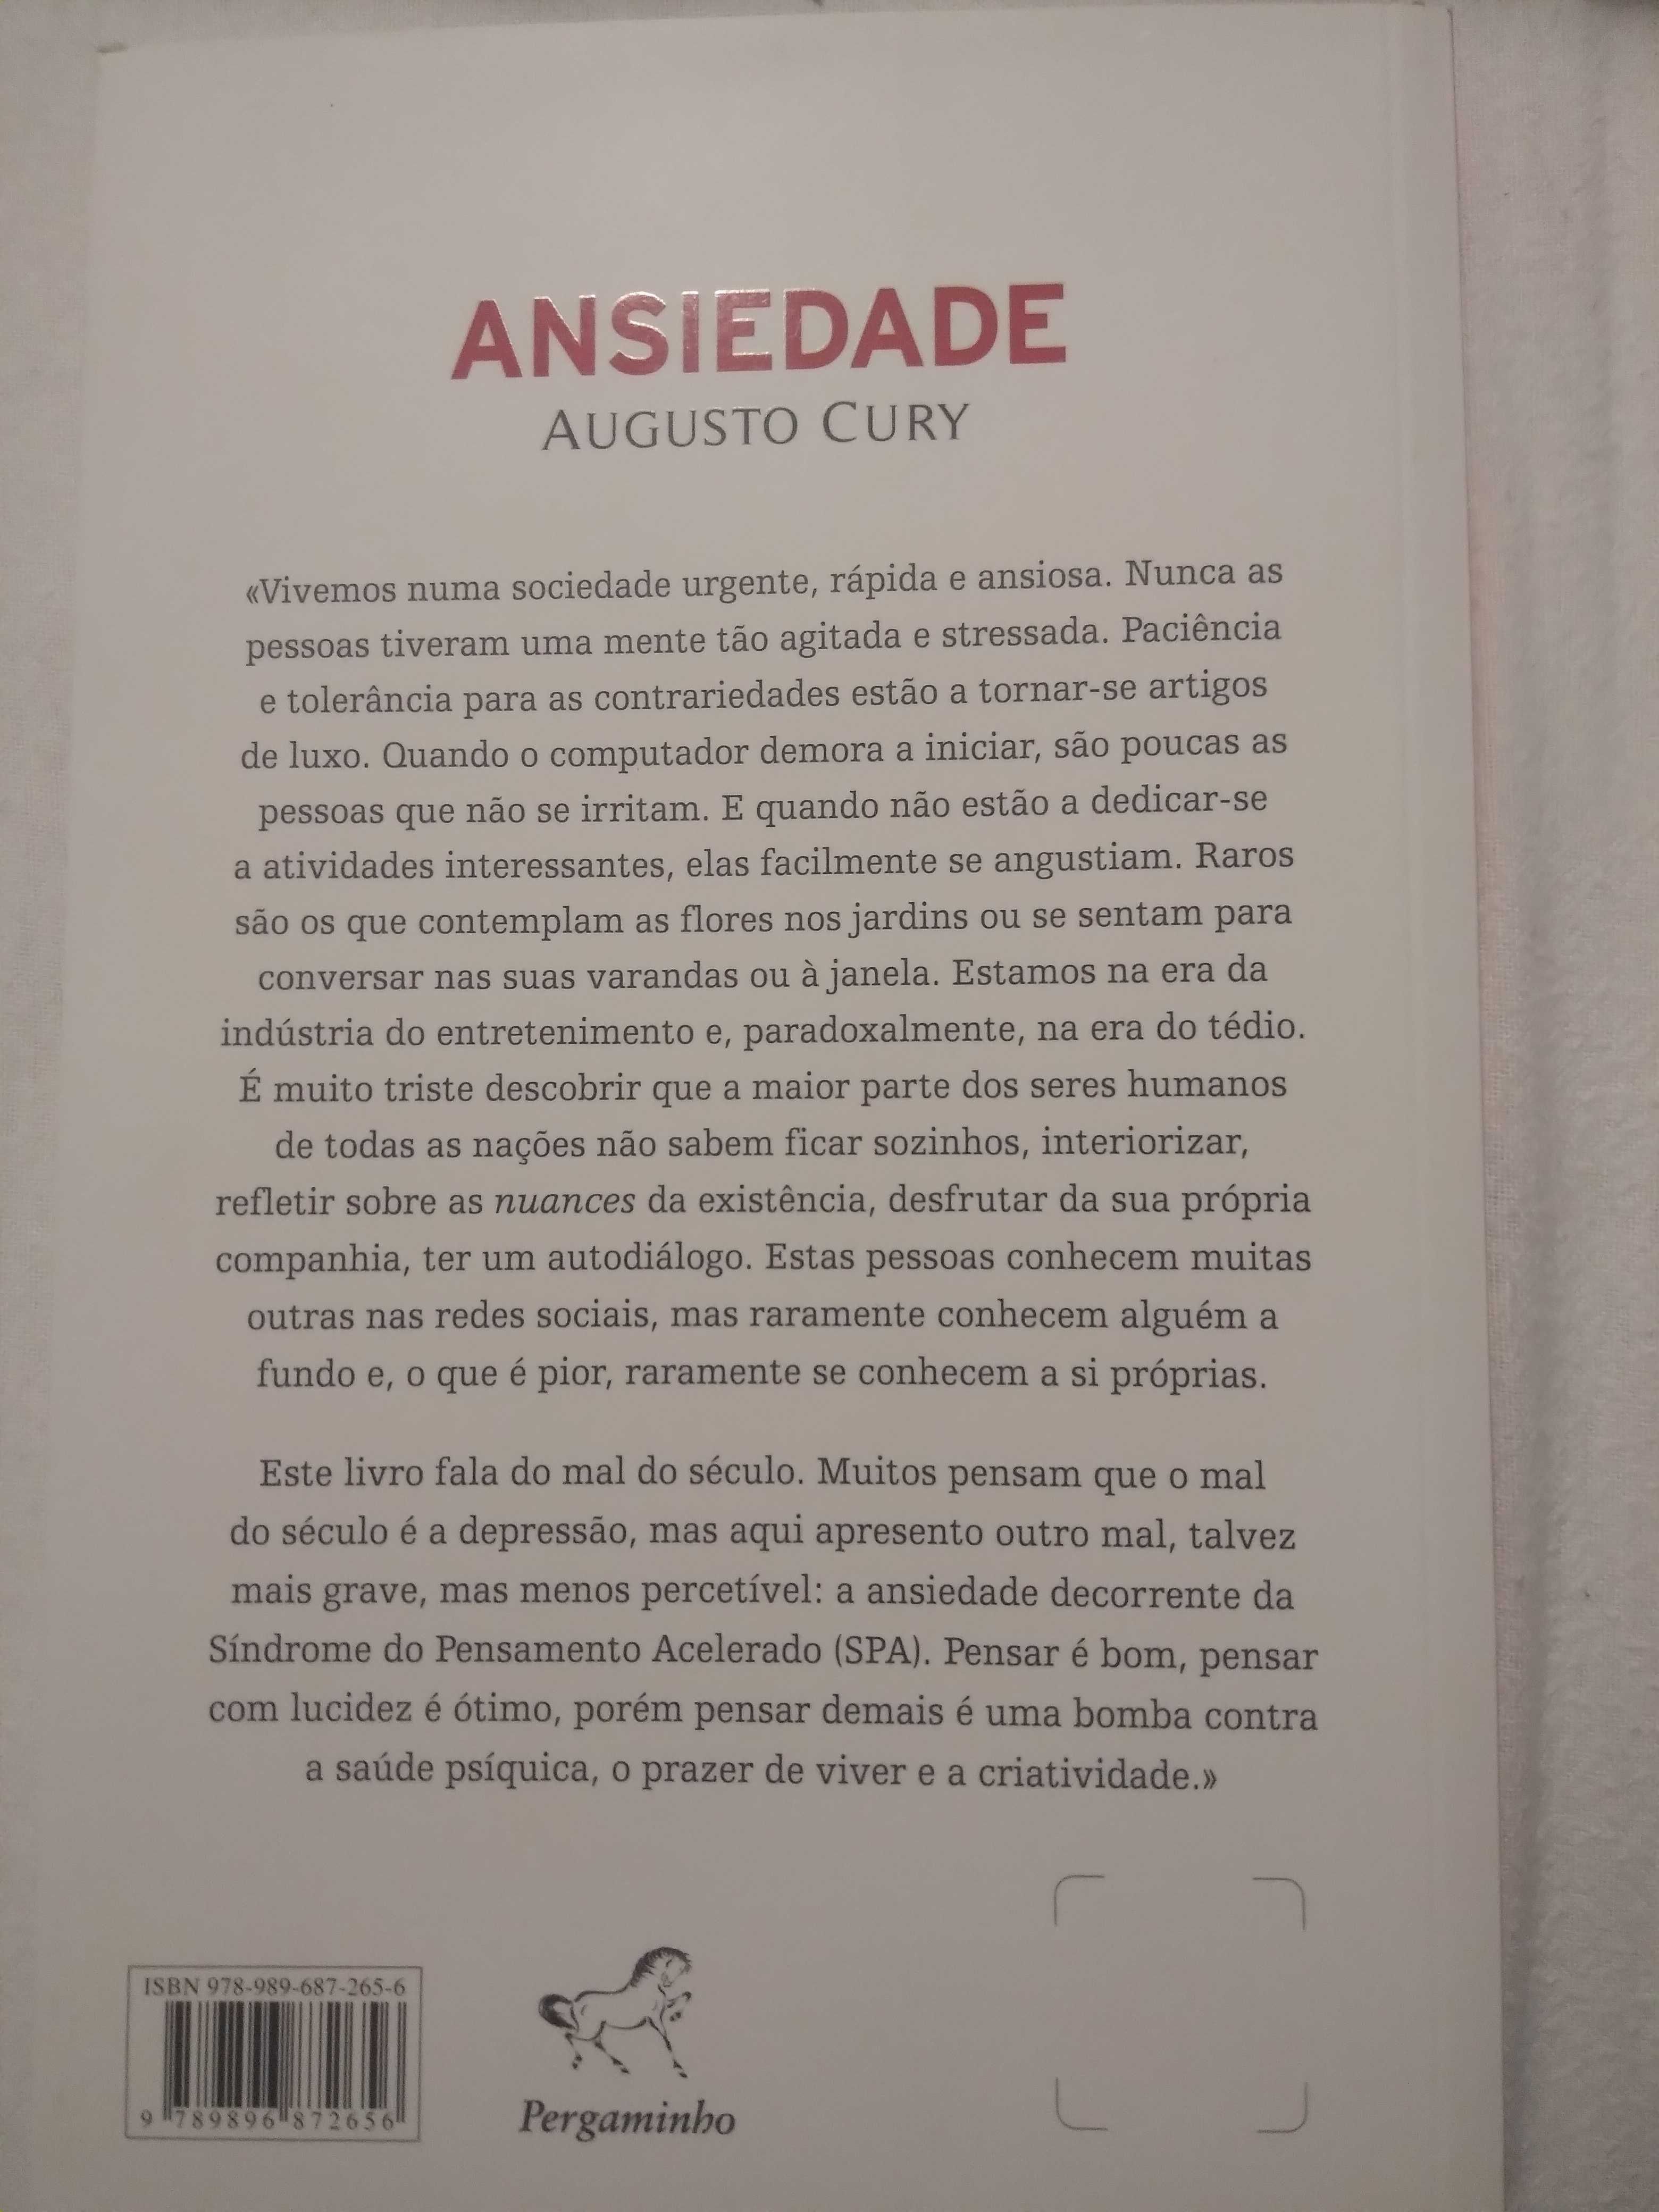 ANSIEDADE
AUGUSTO CURY
«Vivemos numa sociedade urgente, rápida e ansiosa. Nunca as
pessoas tiveram uma mente tão agitada e stressada. Paciência
e tolerância para as contrariedades estão a tornar-se artigos
de luxo. Quando o computador demora a iniciar, são poucas as
pessoas que não se irritam. E quando não estão a dedicar-se
a atividades interessantes, elas facilmente se angustiam. Raros
são os que contemplam as flores nos jardins ou se sentam para
conversar nas suas varandas ou à janela. Estamos na era da
indústria do entretenimento e, paradoxalmente, na era do tédio.
É muito triste descobrir que a maior parte dos seres humanos
de todas as nações não sabem ficar sozinhos, interiorizar,
refletir sobre as nuances da existência, desfrutar da sua própria
companhia, ter um autodiálogo. Estas pessoas conhecem muitas
outras nas redes sociais, mas raramente conhecem alguém a
fundo e, o que é pior, raramente se conhecem a si próprias.
Este livro fala do mal do século. Muitos pensam que o mal
do século é a depressão, mas aqui apresento outro mal, talvez
mais grave, mas menos percetível: a ansiedade decorrente da
Síndrome do Pensamento Acelerado (SPA). Pensar é bom, pensar
com lucidez é ótimo, porém pensar demais é uma bomba contra
a saúde psíquica, o prazer de viver e a criatividade.»
ISBN 978-989-687-265-6
9 789896 872656
Pergaminho